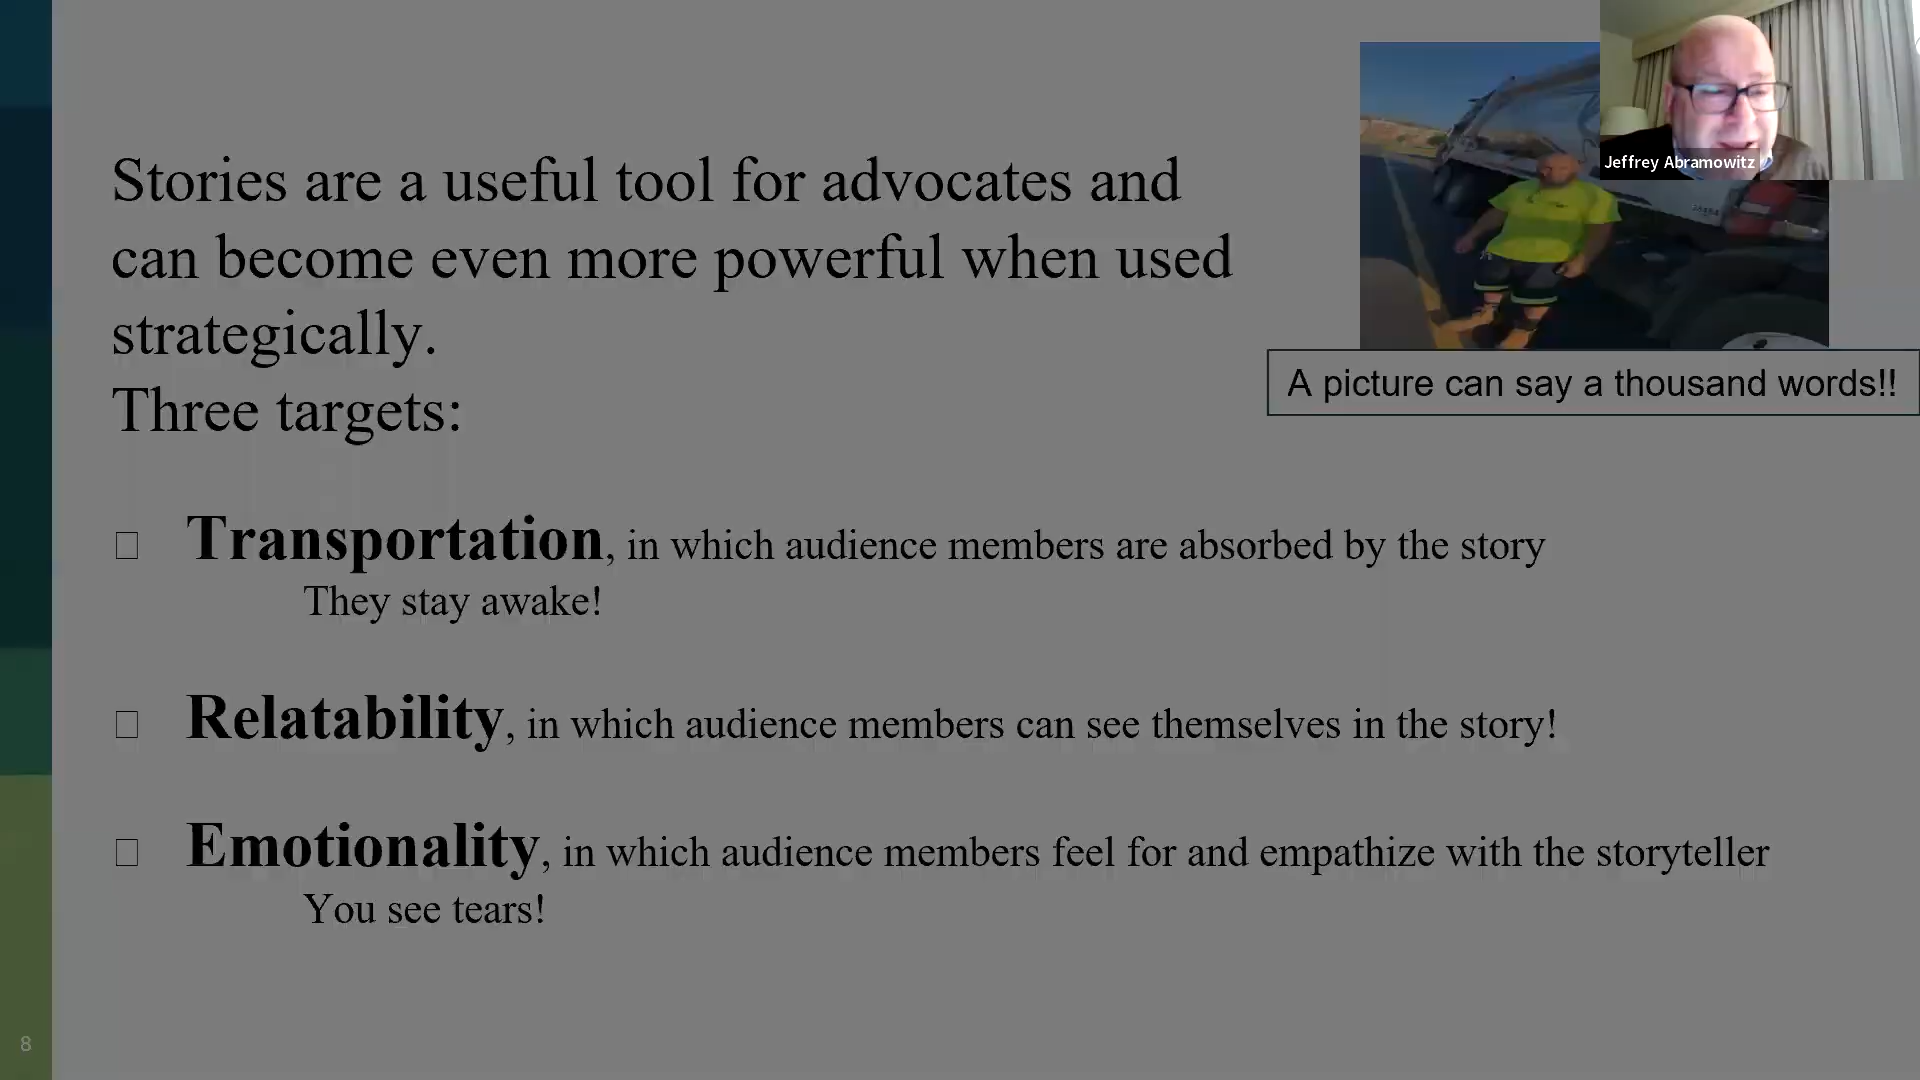 Jeffrey Abramowitz
Stories are a useful tool for advocates and
can become even more powerful when used
strategically.
Three targets:
A picture can say a thousand words!!
Transportation, in which audience members are absorbed by the story
They stay awake!
Relatability, in which audience members can see themselves in the story!
Emotionality, in which audience members feel for and empathize with the storyteller
You see tears!
8